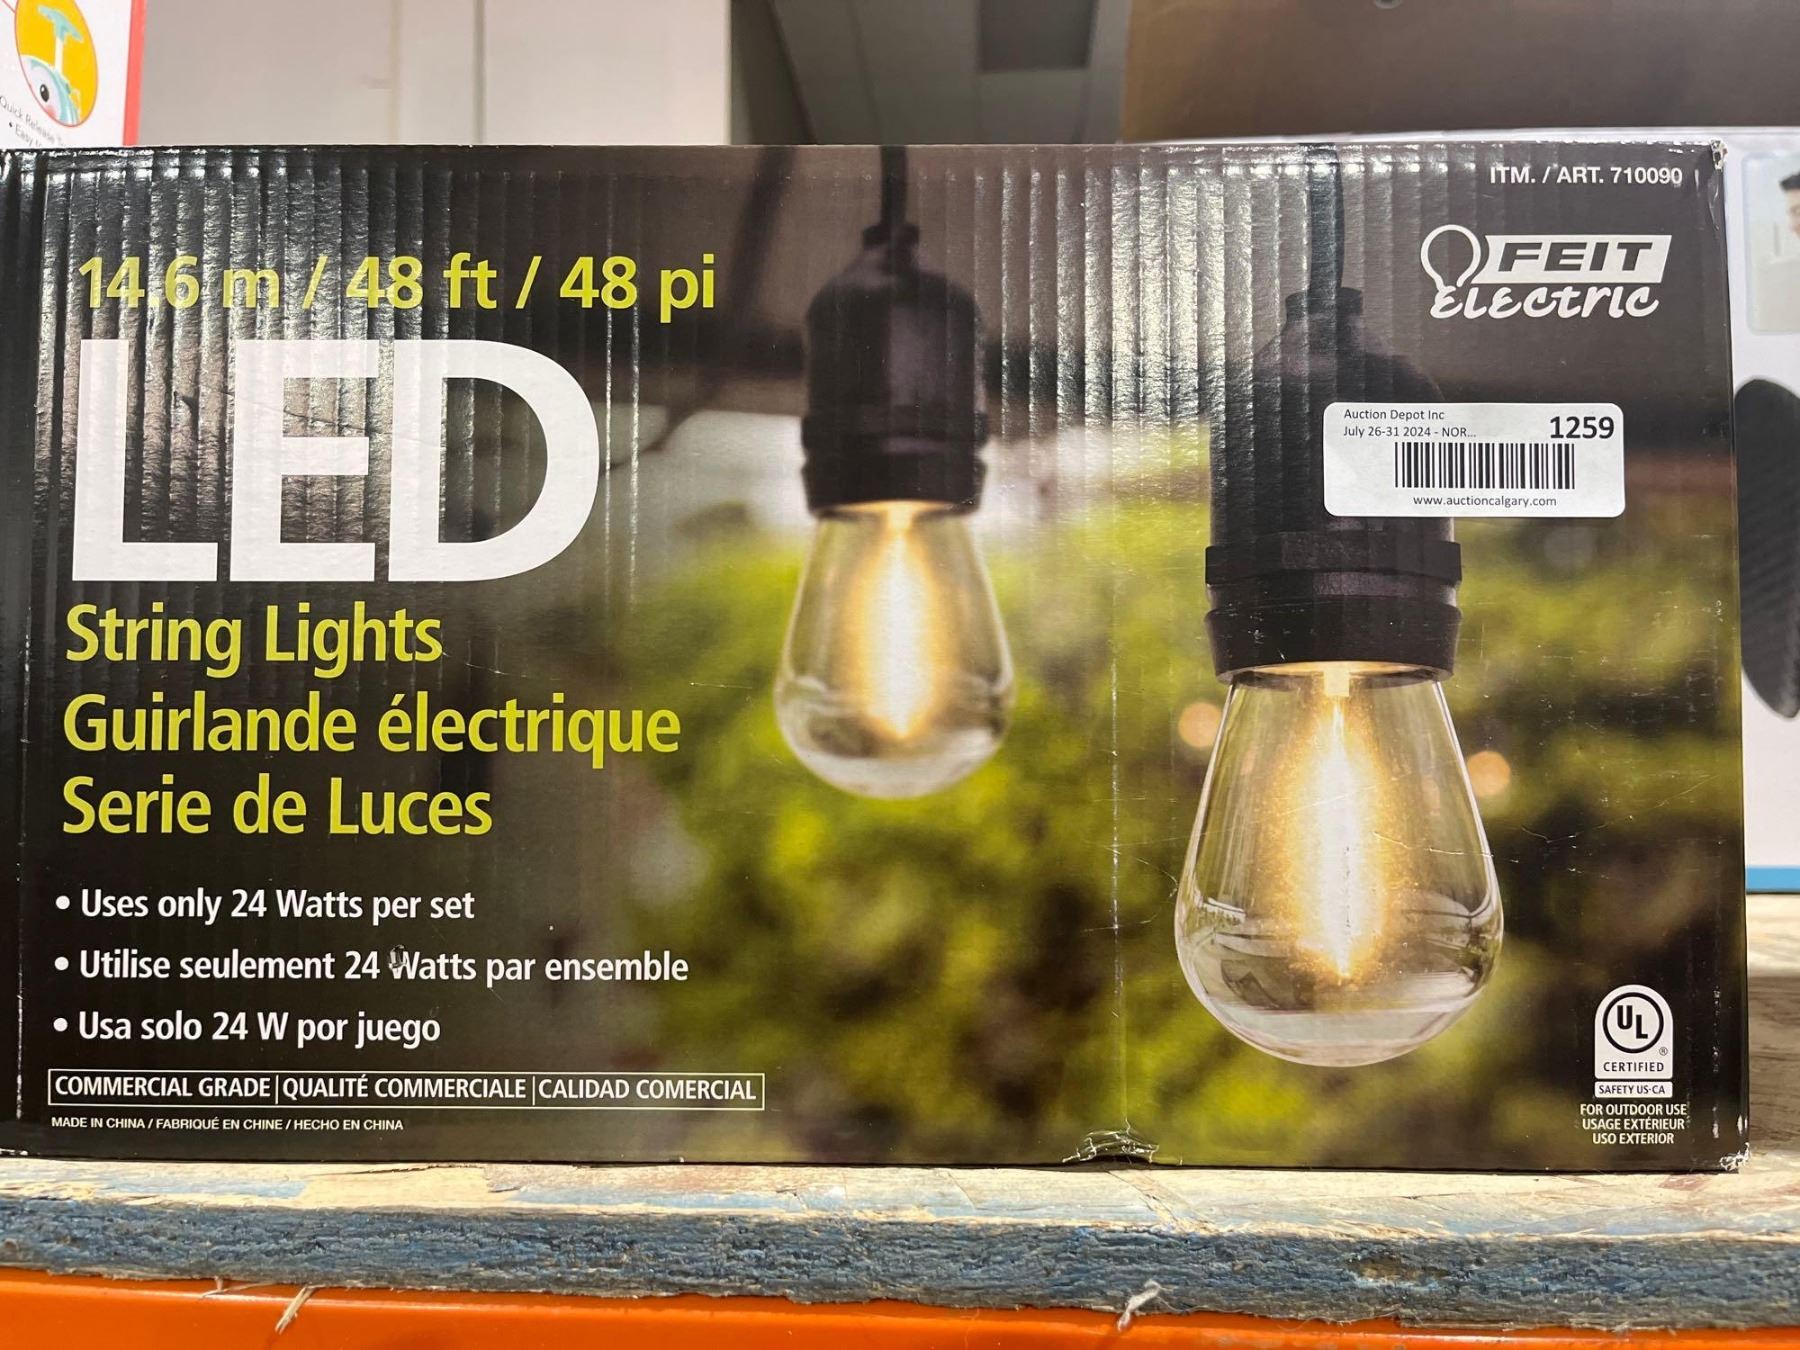 Quick Release
• Easy
ITM. / ART. 710090
FEIT
ELECTRIC
14,6 m / 48 ft / 48 pi
LED
String Lights
Guirlande électrique
Serie de Luces
Auction Depot Inc
July 26-31 2024 - NOR...
1259
www.auctioncalgary.com
• Uses only 24 Watts per set
• Utilise seulement 24 Watts par ensemble
• Usa solo 24 W por juego
COMMERCIAL GRADE | QUALITÉ COMMERCIALE | CALIDAD COMERCIAL
MADE IN CHINA / FABRIQUÉ EN CHINE / HECHO EN CHINA
UL
®
CERTIFIED
SAFETY US-CA
FOR OUTDOOR USE
USAGE EXTÉRIEUR
USO EXTERIOR